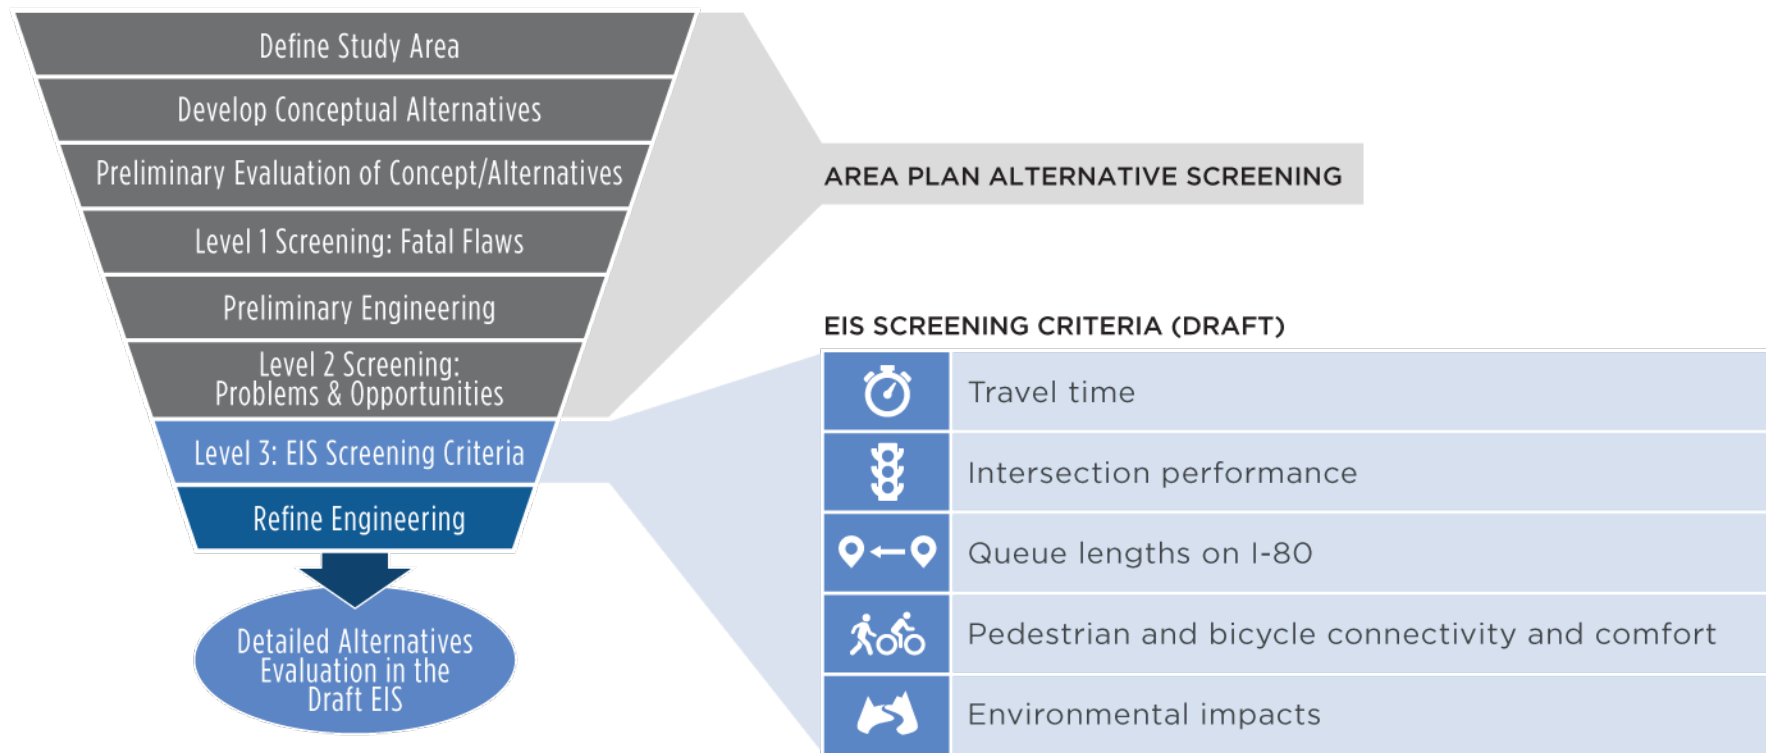 Define Study Area
Develop Conceptual Alternatives
Preliminary Evaluation of Concept/Alternatives
Level 1 Screening: Fatal Flaws
Preliminary Engineering
Level 2 Screening:
Problems & Opportunities
Level 3: EIS Screening Criteria
Refine Engineering
Detailed Alternatives
Evaluation in the
Draft EIS
AREA PLAN ALTERNATIVE SCREENING
EIS SCREENING CRITERIA (DRAFT)
Travel time
Intersection performance
Queue lengths on I-80
Pedestrian and bicycle connectivity and comfort
Environmental impacts